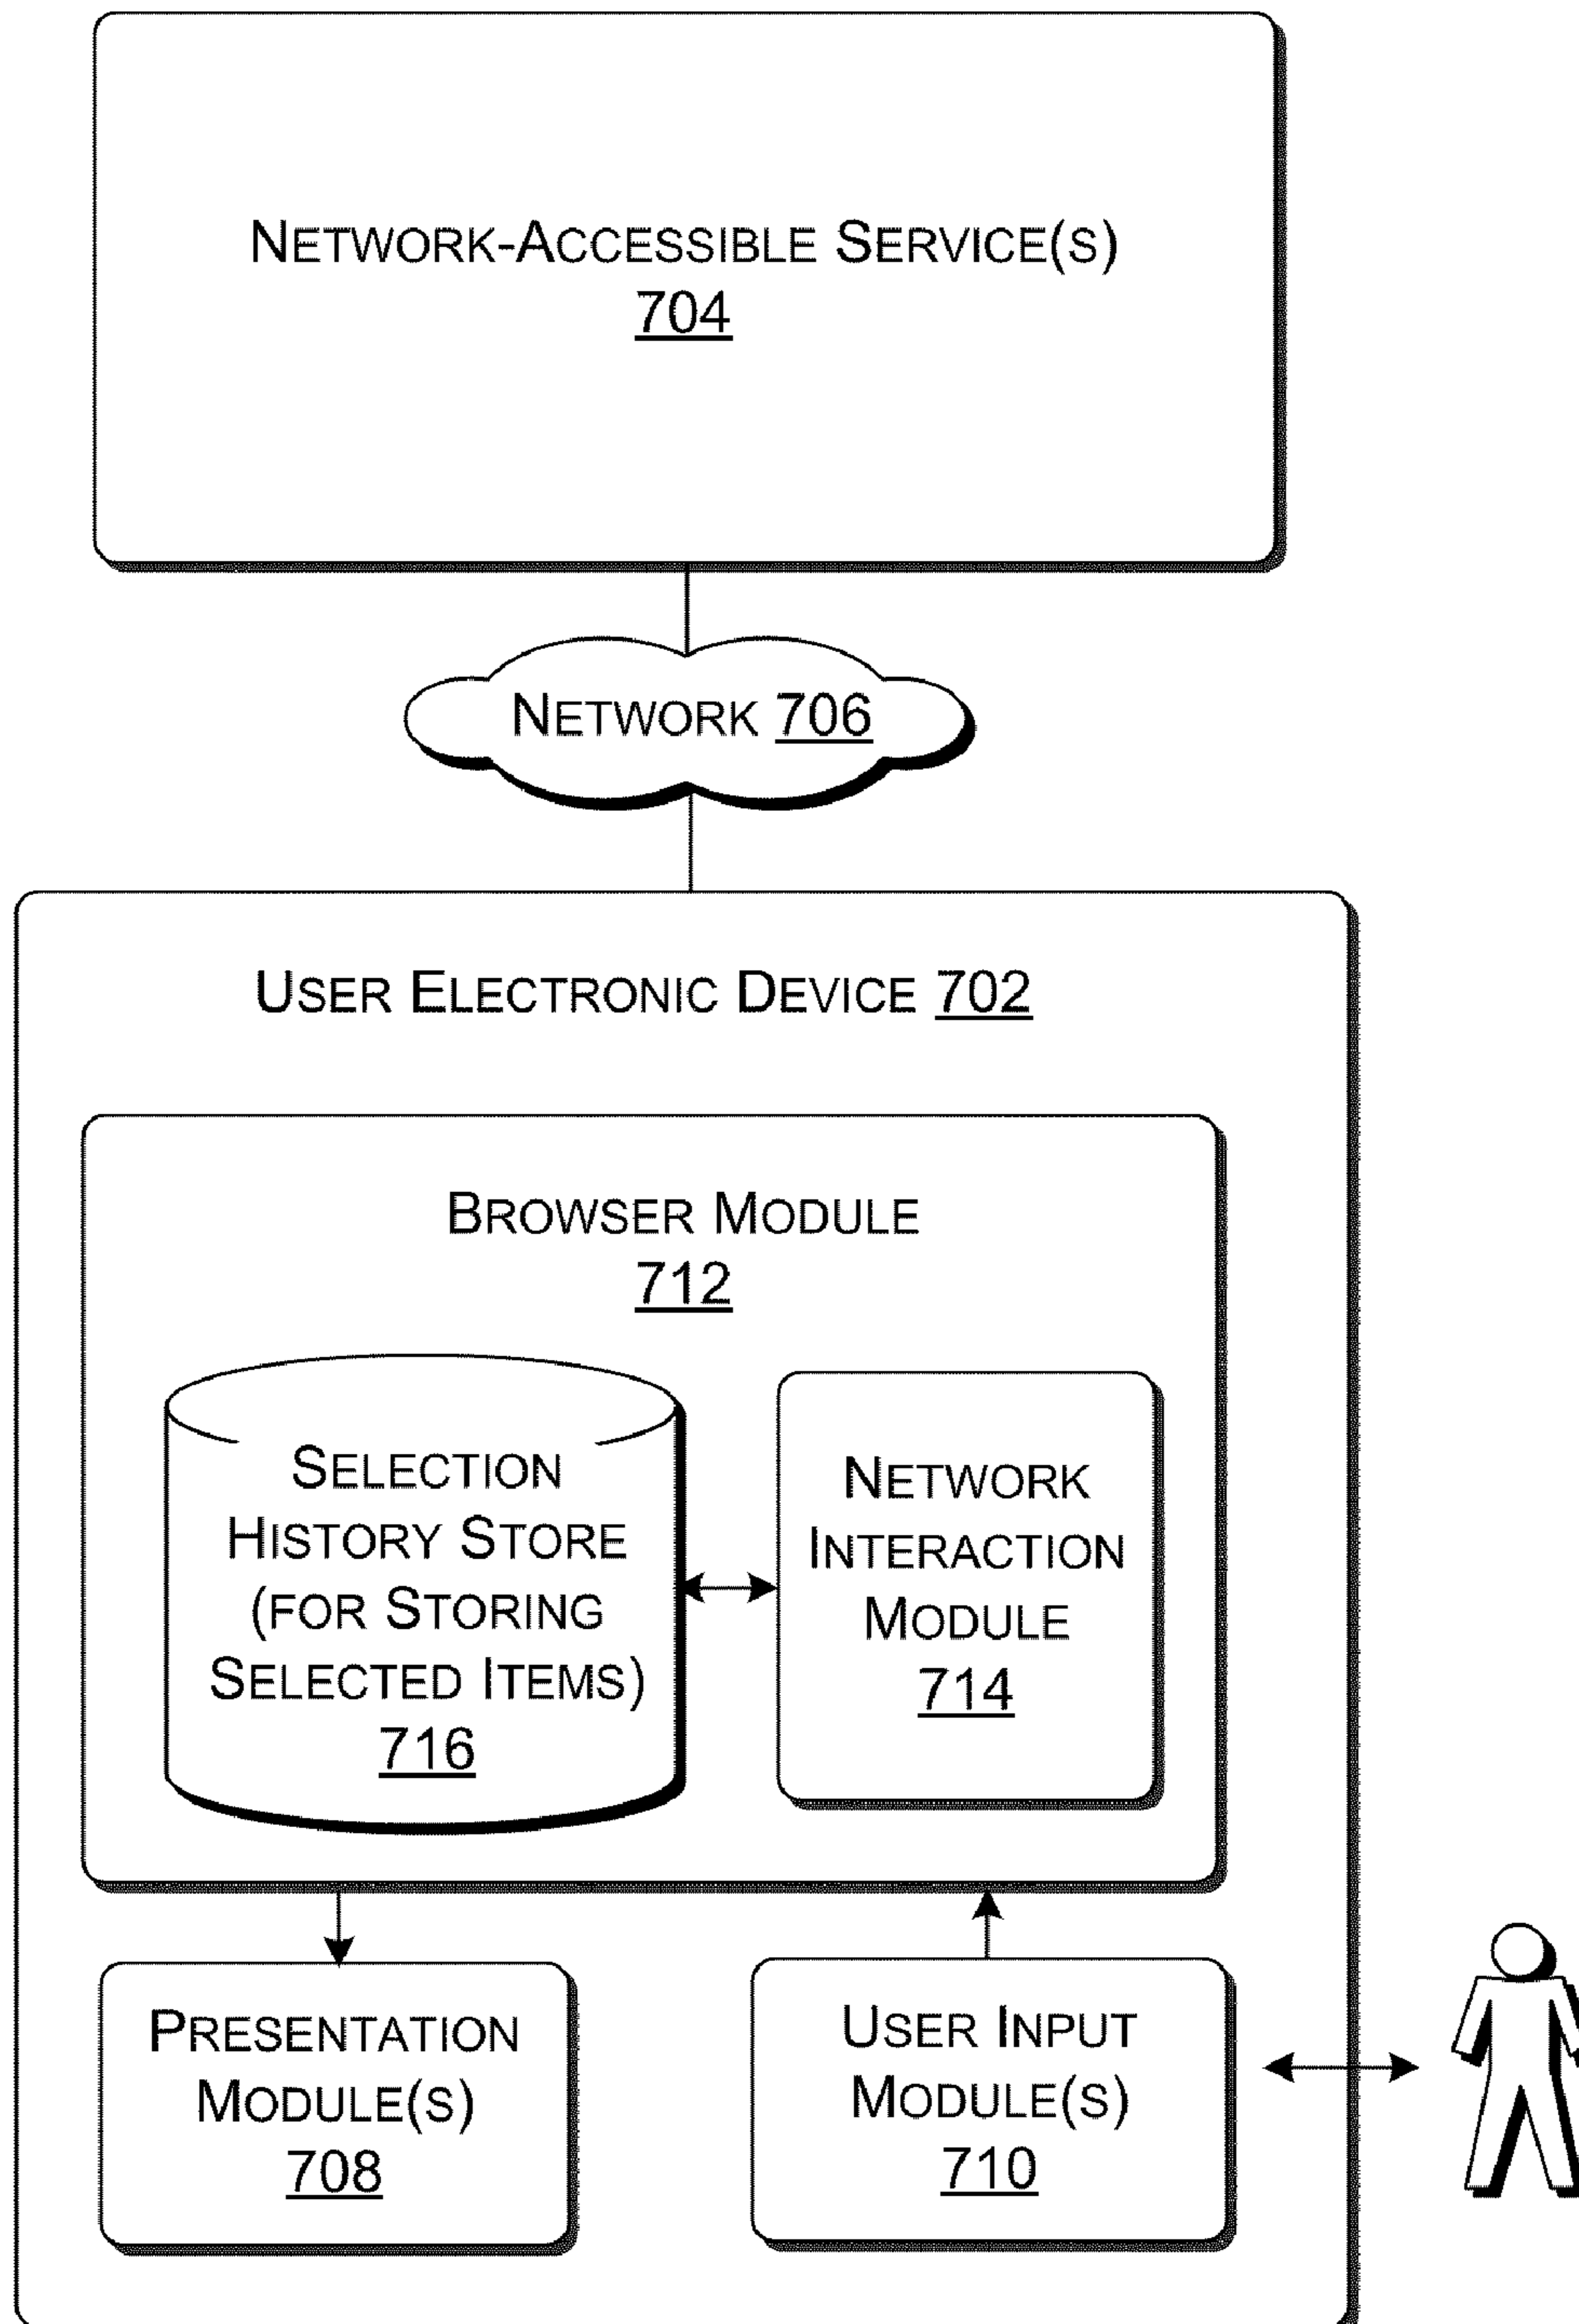 NETWORK-ACCESSIBLE SERVICE(S)
704
NETWORK 706
USER ELECTRONIC DEVICE 702
BROWSER MODULE
712
SELECTION
HISTORY STORE
(FOR STORING
SELECTED ITEMS)
716
NETWORK
INTERACTION
MODULE
714
PRESENTATION
MODULE(S)
708
USER INPUT
MODULE(S)
710